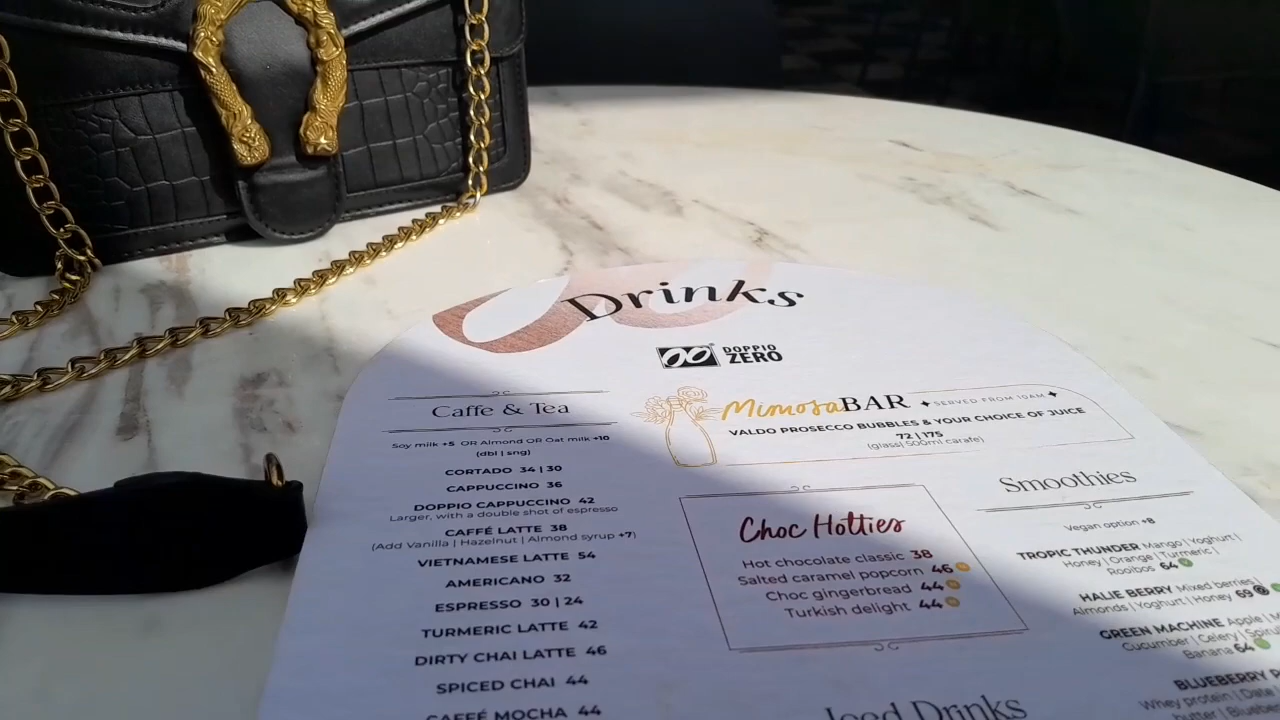 Drinks
DOPPIO
ZERO
Caffe & Tea
Soy milk +5 OR Almond OR Oat milk +10
(dbl | sng)
CORTADO 34 | 30
CAPPUCCINO 36
DOPPIO CAPPUCCINO 42
Larger, with a double shot of espresso
CAFFÉ LATTE 38
(Add Vanilla | Hazelnut | Almond syrup +7)
VIETNAMESE LATTE 54
AMERICANO 32
ESPRESSO 30 | 24
TURMERIC LATTE 42
DIRTY CHAI LATTE 46
SPICED CHAI 44
CAFFÉ MOCHA 44
MimosaBAR SERVED FROM 10AM
VALDO PROSECCO BUBBLES & YOUR CHOICE OF JUICE
72 | 175
(glass| 500ml carafe)
Choc Hotties
Hot chocolate classic 38
Salted caramel popcorn 46
Choc gingerbread 44
Turkish delight 44
Iced Drinks
Smoothies
Vegan option +8
TROPIC THUNDER Mango | Yoghurt |
Honey | Orange | Turmeric |
Rooibos 64
HALIE BERRY Mixed berries
Almonds | Yoghurt | Honey 69
GREEN MACHINE Apple |
Cucumber | Celery |
Banana 64
BLUEBERRY
Whey protein | Date